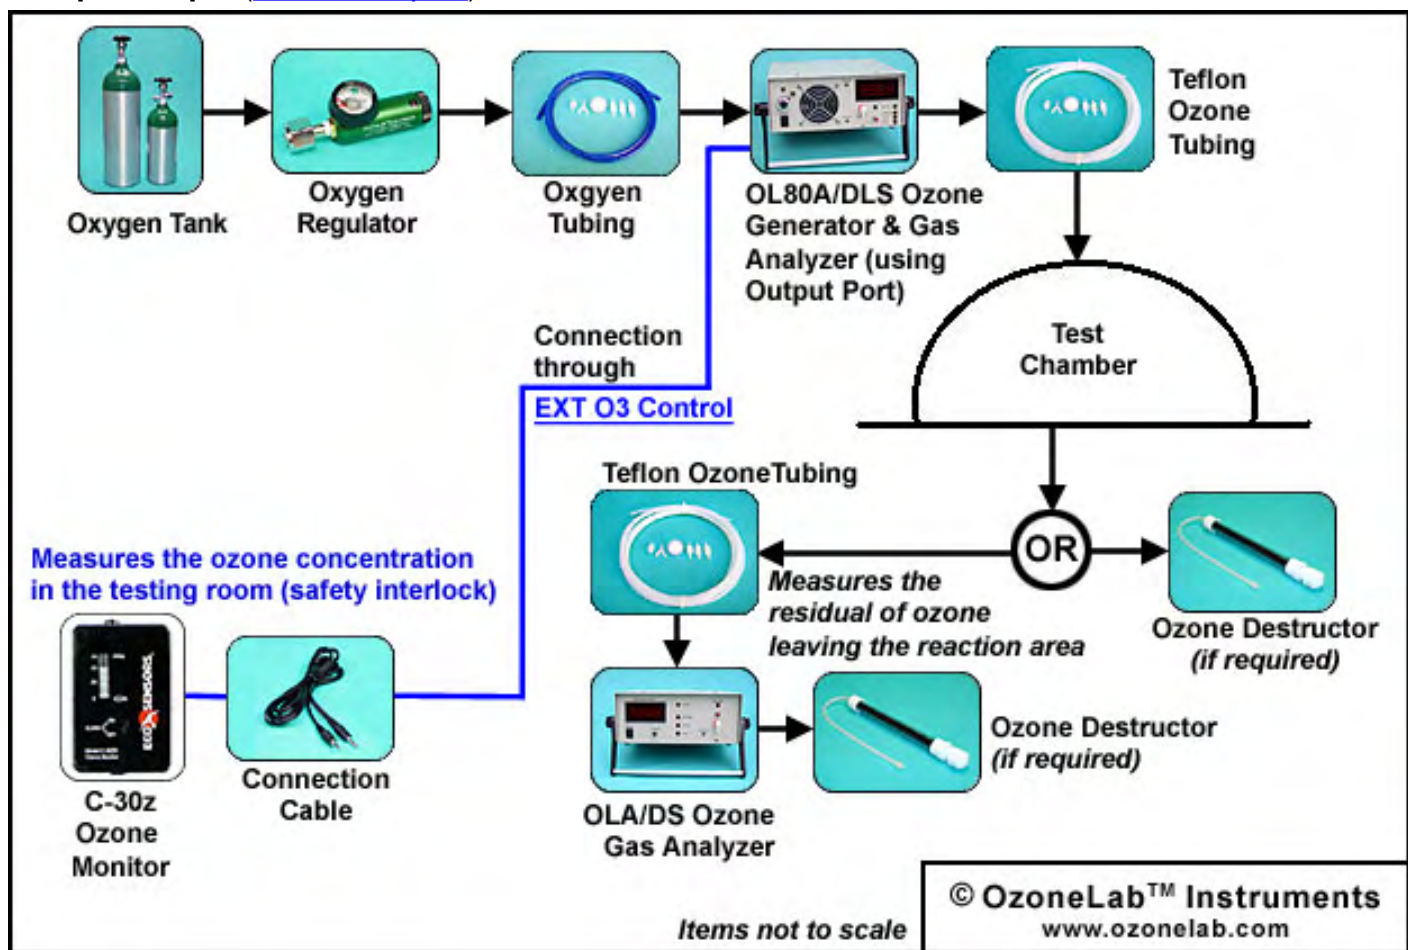 Oxygen Tank
Oxygen
Regulator
Oxgyen
Tubing
OL80A/DLS Ozone
Generator & Gas
Analyzer (using
Output Port)
Teflon
Ozone
Tubing
Connection
through
EXT O3 Control
Test
Chamber
Teflon OzoneTubing
OR
Measures the
residual of ozone
leaving the reaction area
Ozone Destructor
(if required)
Measures the ozone concentration
in the testing room (safety interlock)
ECO SENSORS
C-30z
Ozone
Monitor
Connection
Cable
OLA/DS Ozone
Gas Analyzer
Ozone Destructor
(if required)
Items not to scale
© OzoneLab™ Instruments
www.ozonelab.com